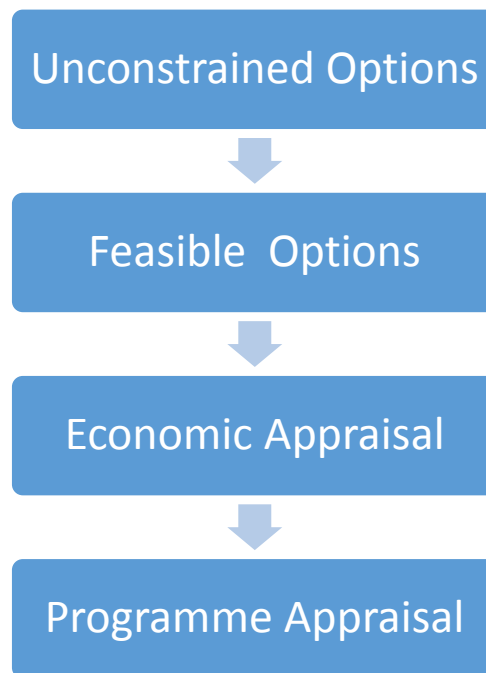 Unconstrained Options
Feasible  Options
Economic Appraisal
Programme Appraisal